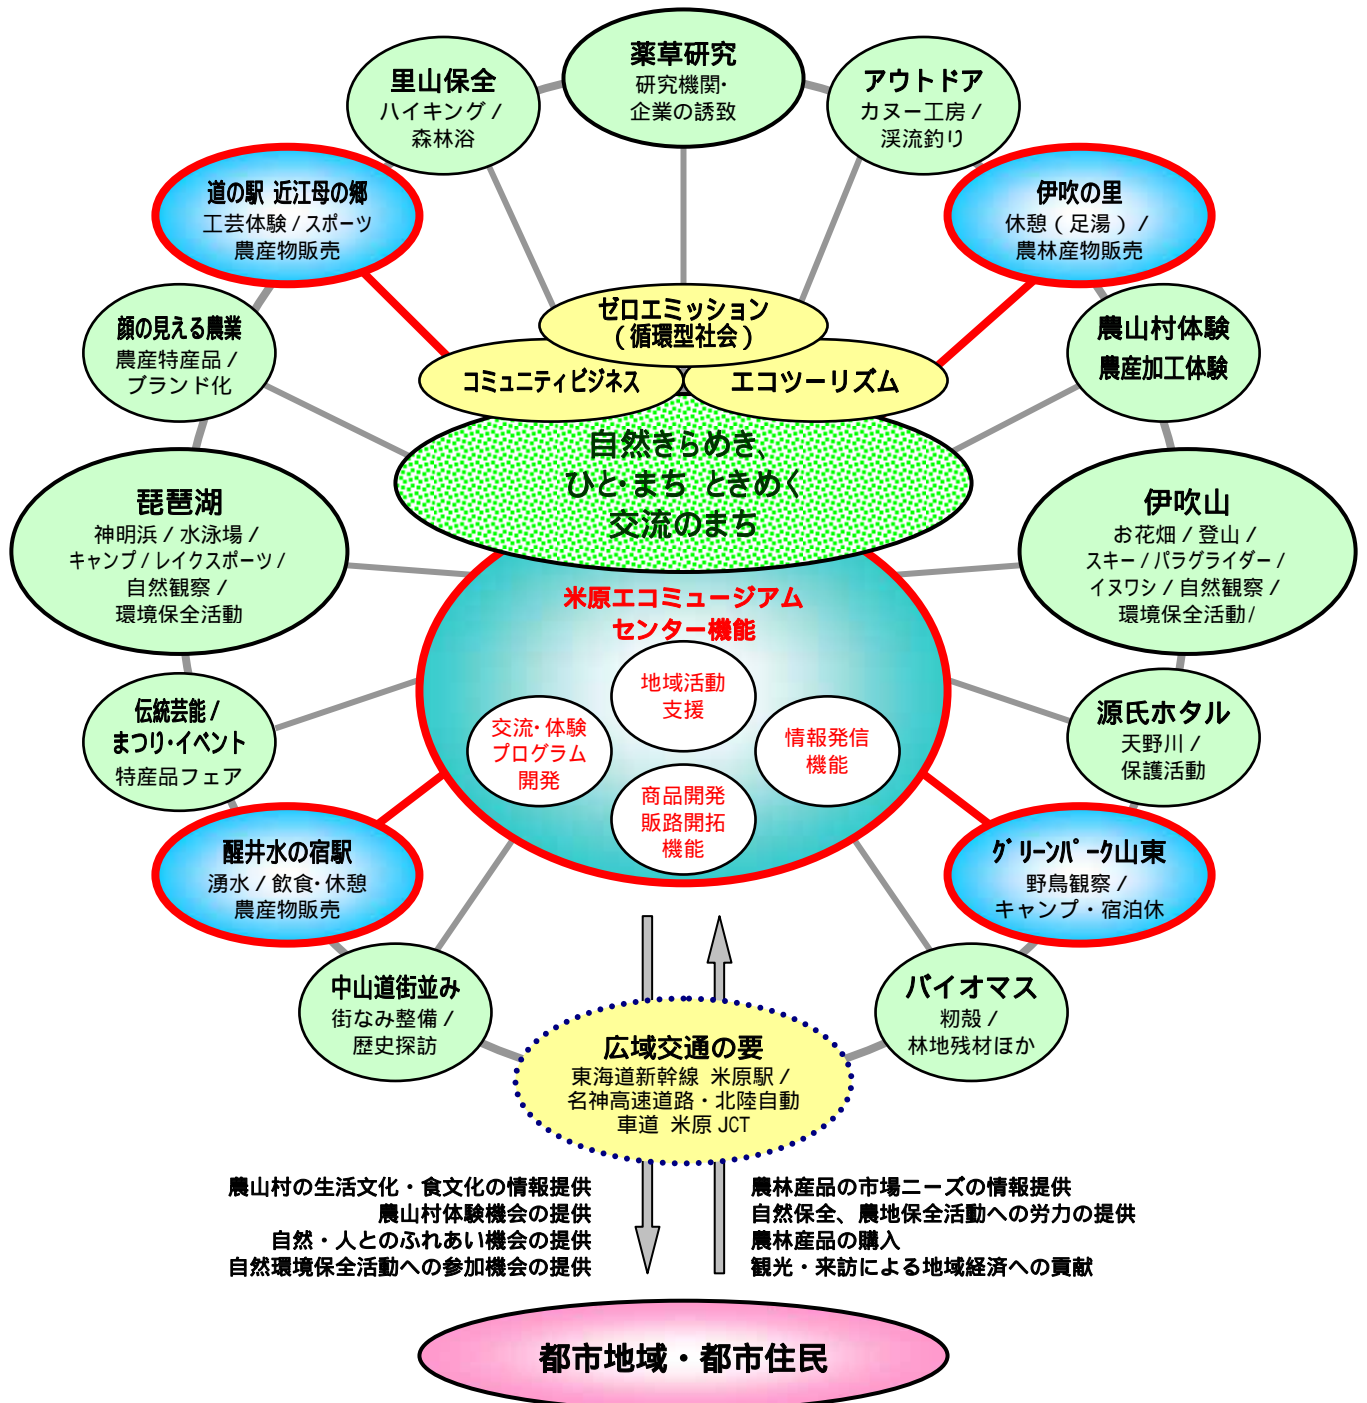 薬草研究
研究機関・
企業の誘致
里山保全
ハイキング /
森林浴
アウトドア
カヌー工房 /
渓流釣り
道の駅 近江母の郷
工芸体験 / スポーツ
農産物販売
伊吹の里
休憩(足湯) /
農林産物販売
ゼロエミッション
(循環型社会)
コミュニティビジネス
エコツーリズム
顔の見える農業
農産特産品 /
ブランド化
農山村体験
農産加工体験
自然きらめき、
ひと・まち ときめく
交流のまち
琵琶湖
神明浜 / 水泳場 /
キャンプ / レイクスポーツ /
自然観察 /
環境保全活動
伊吹山
お花畑 / 登山 /
スキー / パラグライダー /
イヌワシ / 自然観察 /
環境保全活動/
米原エコミュージアム
センター機能
地域活動
支援
交流・体験
プログラム
開発
情報発信
機能
商品開発
販路開拓
機能
伝統芸能 /
まつり・イベント
特産品フェア
源氏ホタル
天野川 /
保護活動
醒井水の宿駅
湧水 / 飲食・休憩
農産物販売
グリーンパーク山東
野鳥観察 /
キャンプ・宿泊休
中山道街並み
街なみ整備 /
歴史探訪
バイオマス
籾殻 /
林地残材ほか
広域交通の要
東海道新幹線 米原駅 /
名神高速道路・北陸自動
車道 米原 JCT
農山村の生活文化・食文化の情報提供
農山村体験機会の提供
自然・人とのふれあい機会の提供
自然環境保全活動への参加機会の提供
農林産品の市場ニーズの情報提供
自然保全、農地保全活動への労力の提供
農林産品の購入
観光・来訪による地域経済への貢献
都市地域・都市住民